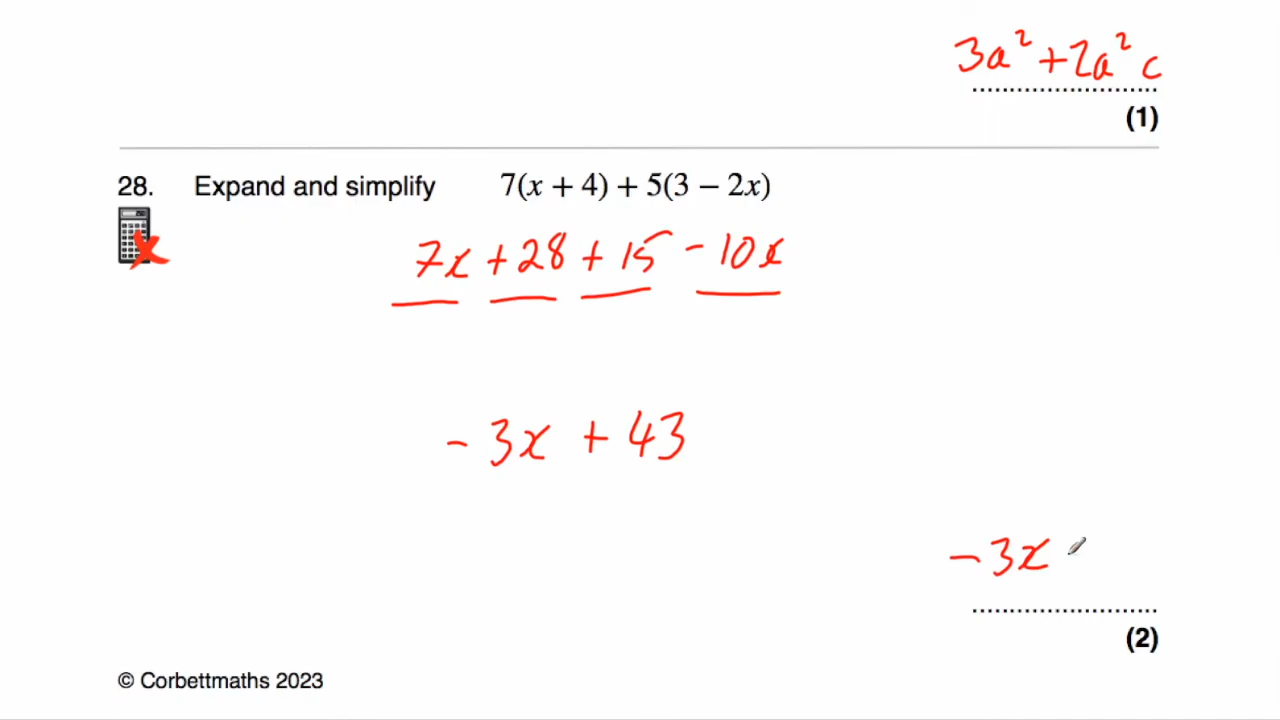 3a² + 2a² c
(1)
28. Expand and simplify 7(x + 4) + 5(3 − 2x)
7x + 28 + 15 - 10x
- 3x + 43
- 3x
(2)
© Corbettmaths 2023